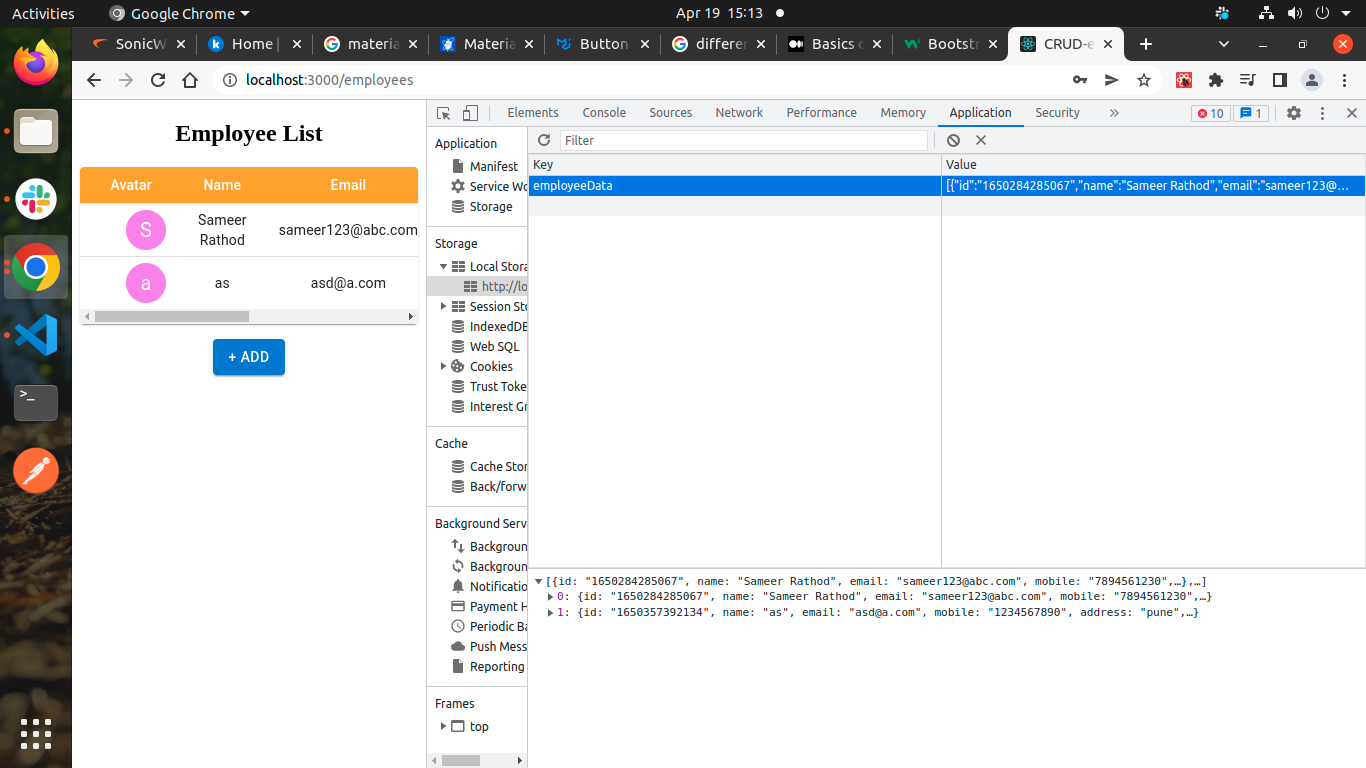 Activities Google Chrome Apr 19 15:13
SonicW Home | materia Materia Button differen Basics o Bootstr CRUD-e
localhost:3000/employees
Employee List
Avatar Name Email
S Sameer Rathod sameer123@abc.com
a as asd@a.com
+ ADD
Elements Console Sources Network Performance Memory Application Security » 10 1
Application
Manifest
Service Wo
Storage
Storage
Local Stora
http://lo
Session Sto
IndexedDB
Web SQL
Cookies
Trust Toke
Interest Gr
Cache
Cache Stor
Back/forw
Background Serv
Backgroun
Backgroun
Notificatio
Payment H
Periodic Ba
Push Mess
Reporting
Frames
top
Filter
Key Value
employeeData [{"id":"1650284285067","name":"Sameer Rathod","email":"sameer123@...
[{id: "1650284285067", name: "Sameer Rathod", email: "sameer123@abc.com", mobile: "7894561230",…},…]
0: {id: "1650284285067", name: "Sameer Rathod", email: "sameer123@abc.com", mobile: "7894561230",…}
1: {id: "1650357392134", name: "as", email: "asd@a.com", mobile: "1234567890", address: "pune",…}